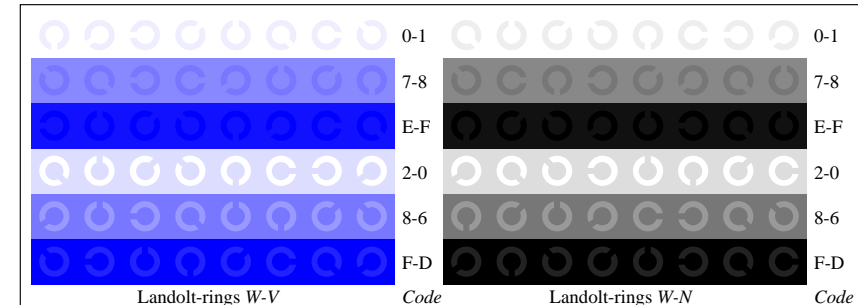 0-1 0-1
7-8 7-8
E-F E-F
2-0 2-0
8-6 8-6
F-D F-D
Landolt-rings W-V Code Landolt-rings W-N Code